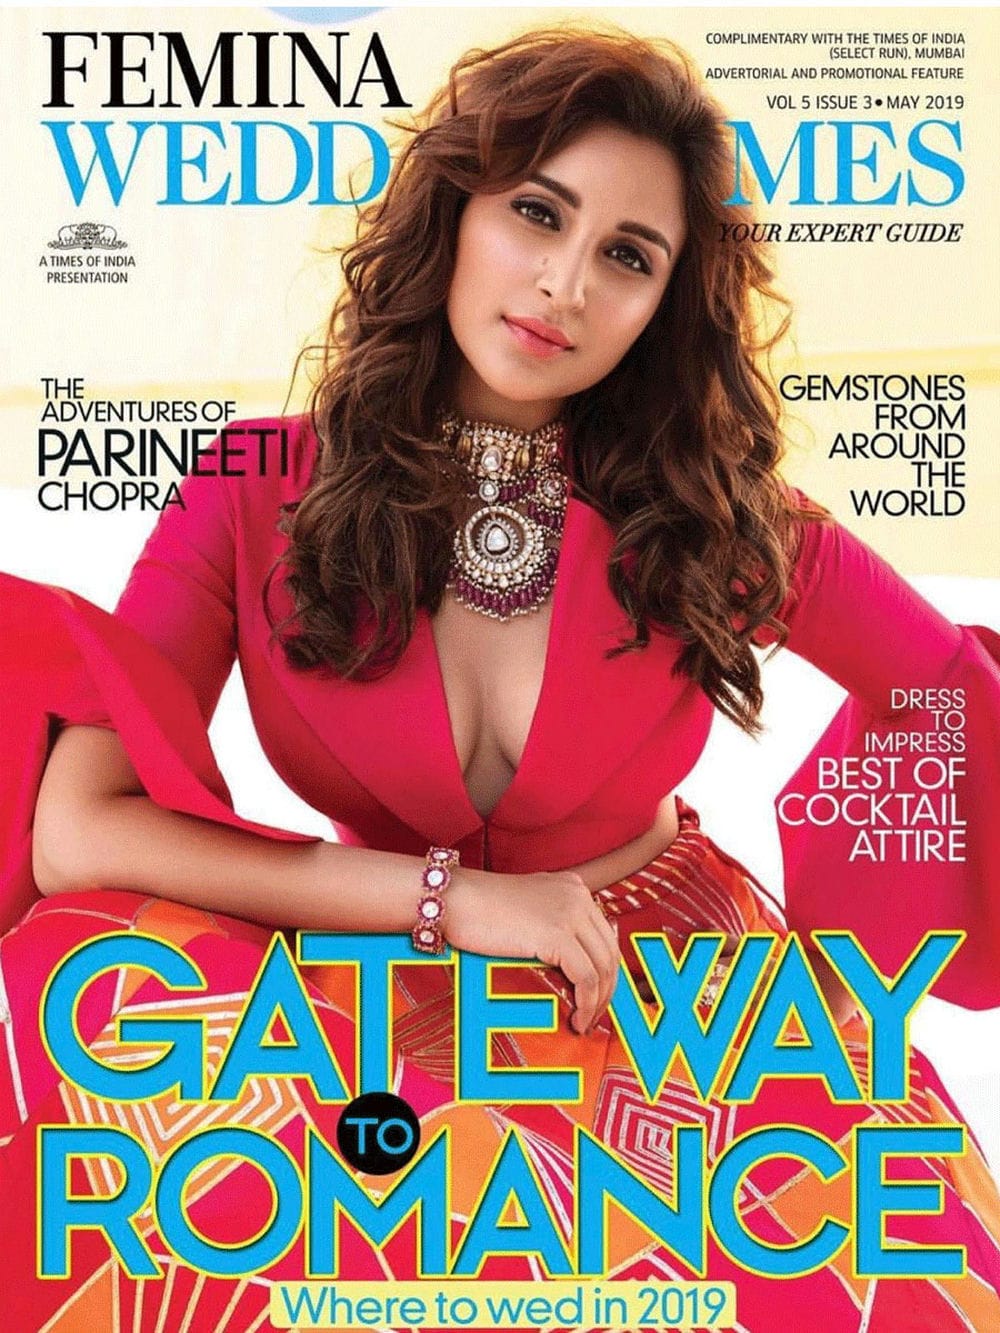 FEMINA
WEDD MES
YOUR EXPERT GUIDE
COMPLIMENTARY WITH THE TIMES OF INDIA
(SELECT RUN), MUMBAI
ADVERTORIAL AND PROMOTIONAL FEATURE
VOL 5 ISSUE 3 • MAY 2019
A TIMES OF INDIA
PRESENTATION
THE
ADVENTURES OF
PARINEETI
CHOPRA
GEMSTONES
FROM
AROUND
THE
WORLD
DRESS
TO
IMPRESS
BEST OF
COCKTAIL
ATTIRE
GATEWAY
TO
ROMANCE
Where to wed in 2019